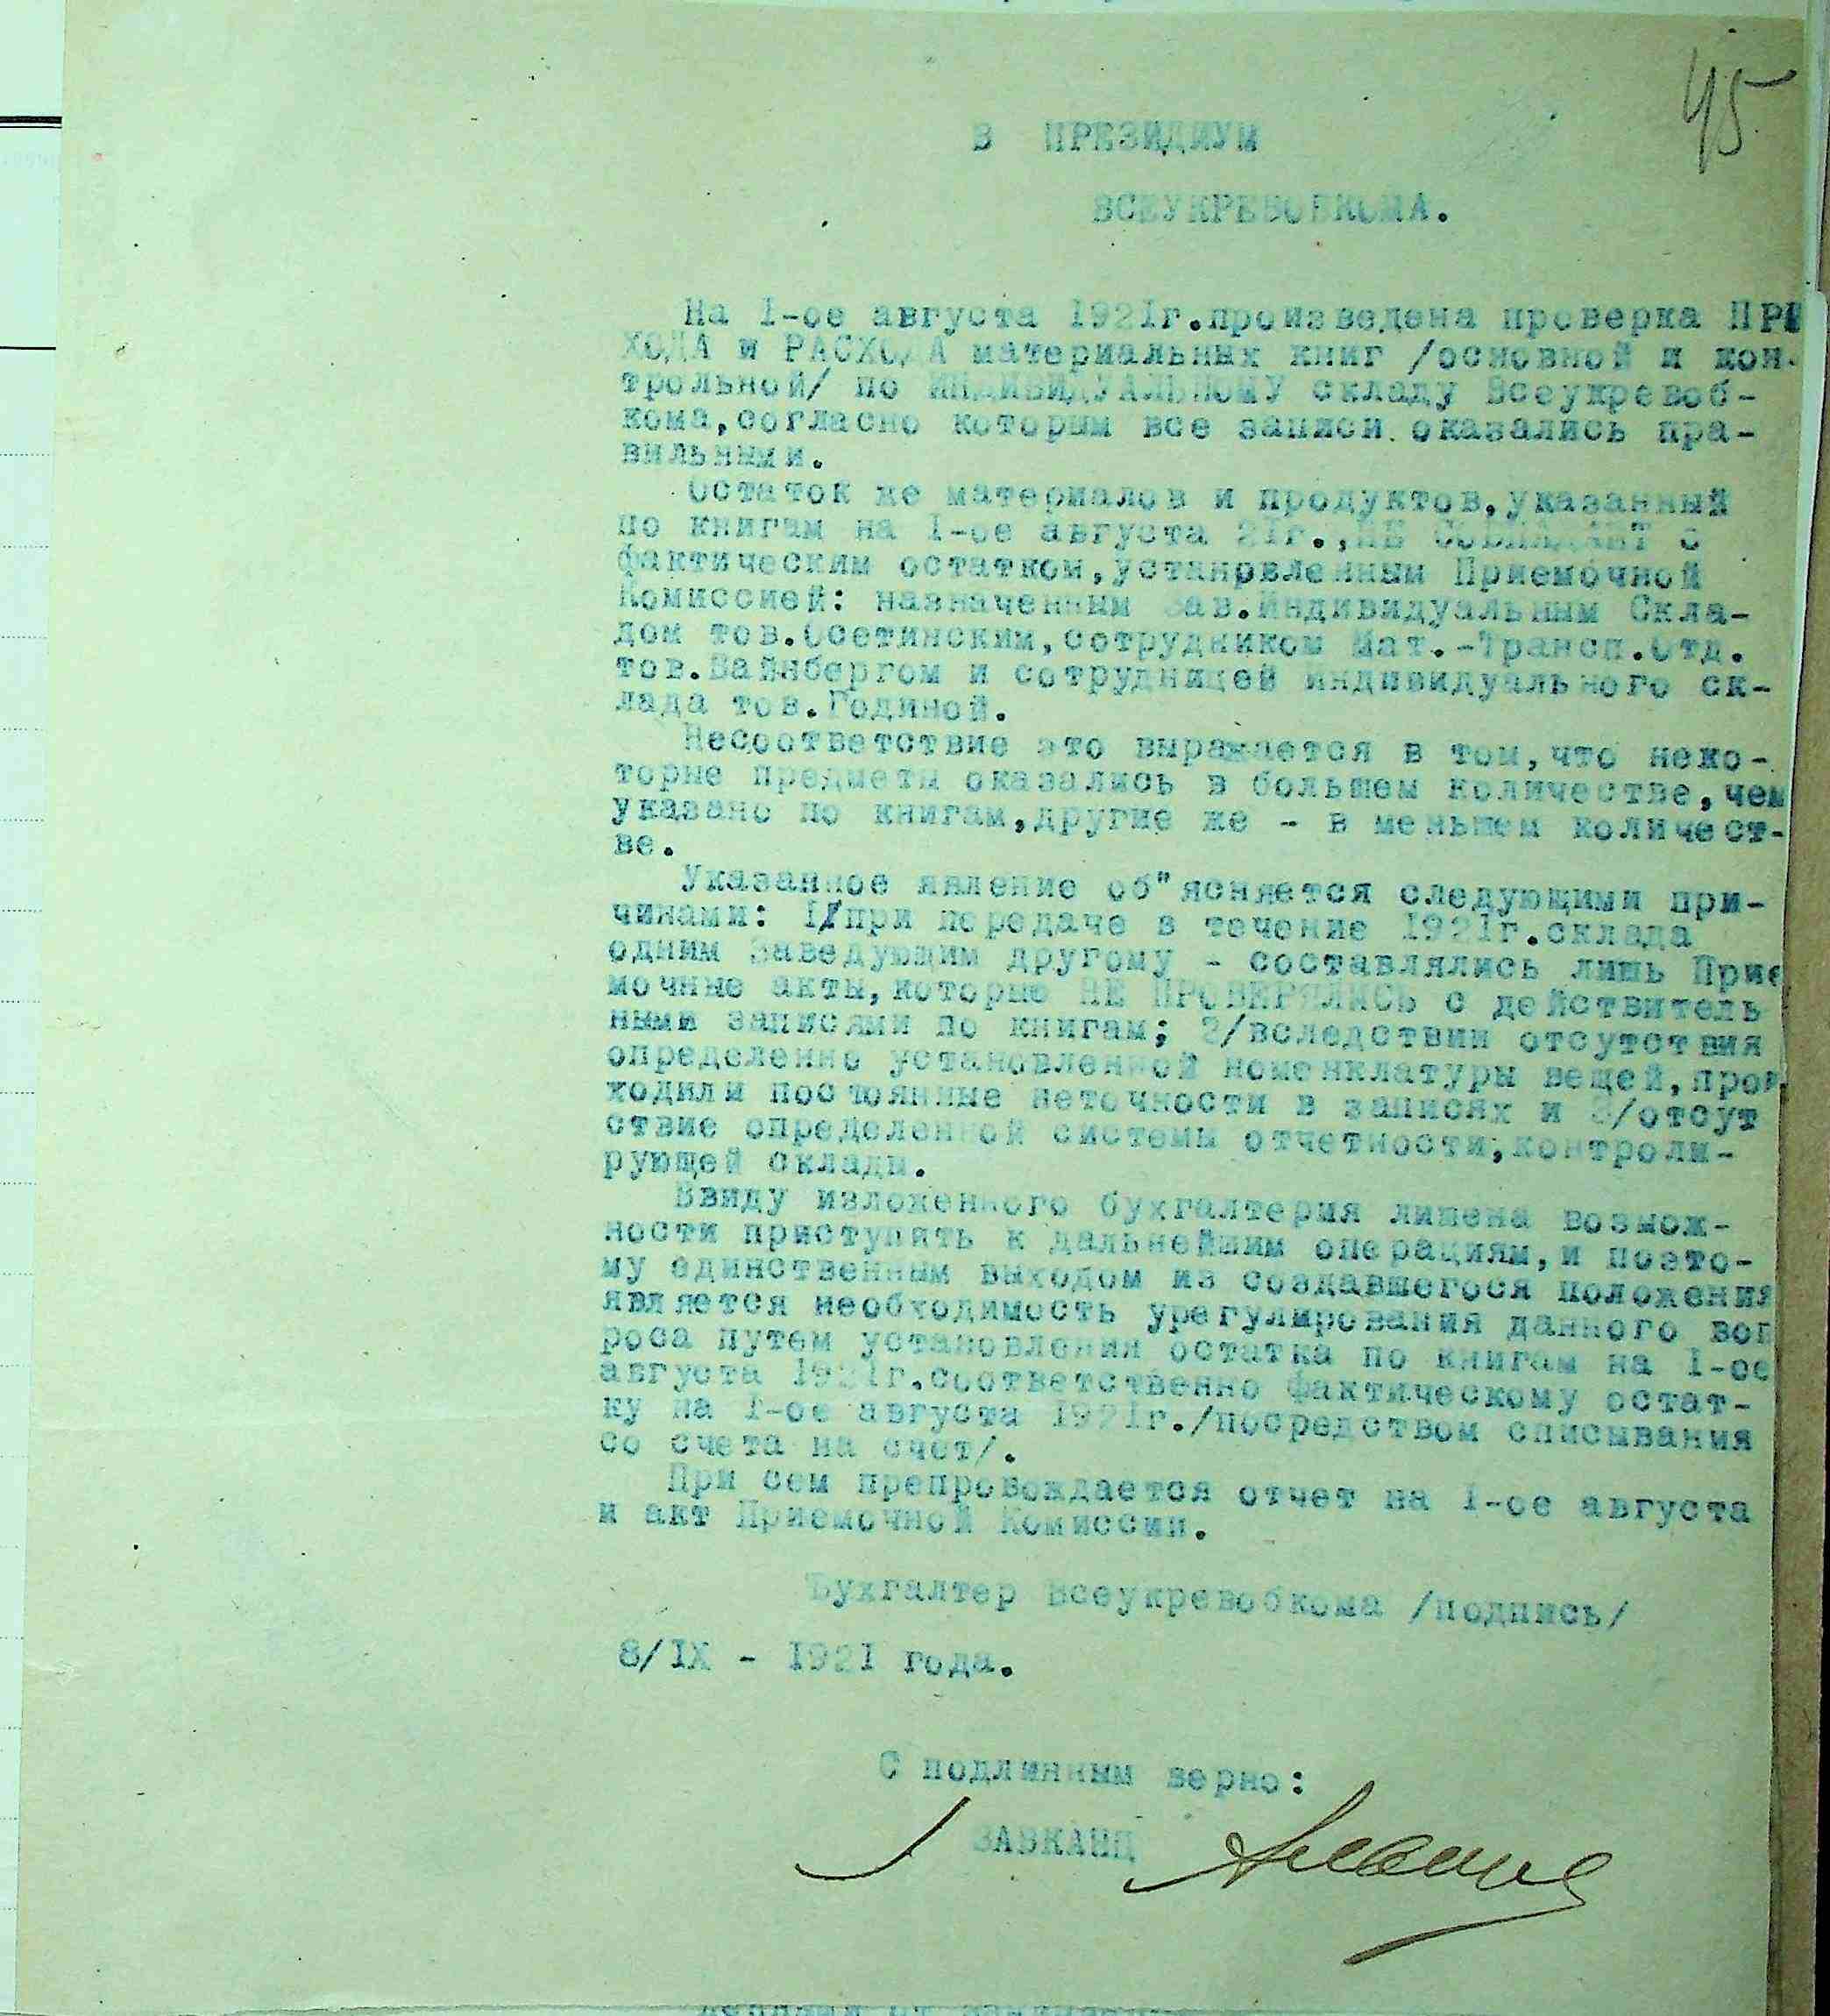 45
В ПРЕЗИДИУМ
ВСЕУКРЕВОБКОМА.
На 1-ое августа 1921г.произведена проверка ПРИ
ХОДА и РАСХОДА материальных книг /основной и кон-
трольной/ по ИНДИВИДУАЛЬНОМУ складу Всеукревоб-
кома,согласно которым все записи оказались пра-
вильными.
Остаток же материалов и продуктов,указанный
по книгам на 1-ое августа 21г.,НЕ СОВПАДАЕТ с
фактическим остатком,установленным Приемочной
Комиссией: назначенным Зав.Индивидуальным Скла-
дом тов.Осетинским,сотрудником Мат.-Трансп.Отд.
тов.Вайнбергом и сотрудницей индивидуального ск-
лада тов.Годиной.
Несоответствие это выражается в том,что неко-
торые предметы оказались в большем количестве,чем
указано по книгам,другие же - в меньшем количест-
ве.
Указанное явление об"ясняется следующими при-
чинами: 1/при передаче в течение 1921г.склада
одним Заведующим другому - составлялись лишь Прие
мочные акты,которые НЕ ПРОВЕРЯЛИСЬ с действитель
ными записями по книгам; 2/вследствии отсутствия
определенно установленной номенклатуры вещей,прои
ходили постоянные неточности в записях и 3/отсут
ствие определенной системы отчетности,контроли-
рующей склады.
Ввиду изложенного бухгалтерия лишена возмож-
ности приступить к дальнейшим операциям,и поэто-
му единственным выходом из создавшегося положения
является необходимость урегулирования данного воп
роса путем установления остатка по книгам на 1-ое
августа 1921г.соответственно фактическому остат-
ку на 1-ое августа 1921г./посредством списывания
со счета на счет/.
При сем препровождается отчет на 1-ое августа
и акт Приемочной Комиссии.
Бухгалтер Всеукревобкома /подпись/
8/IX - 1921 года.
С подлинным верно:
ЗАВКАНЦ